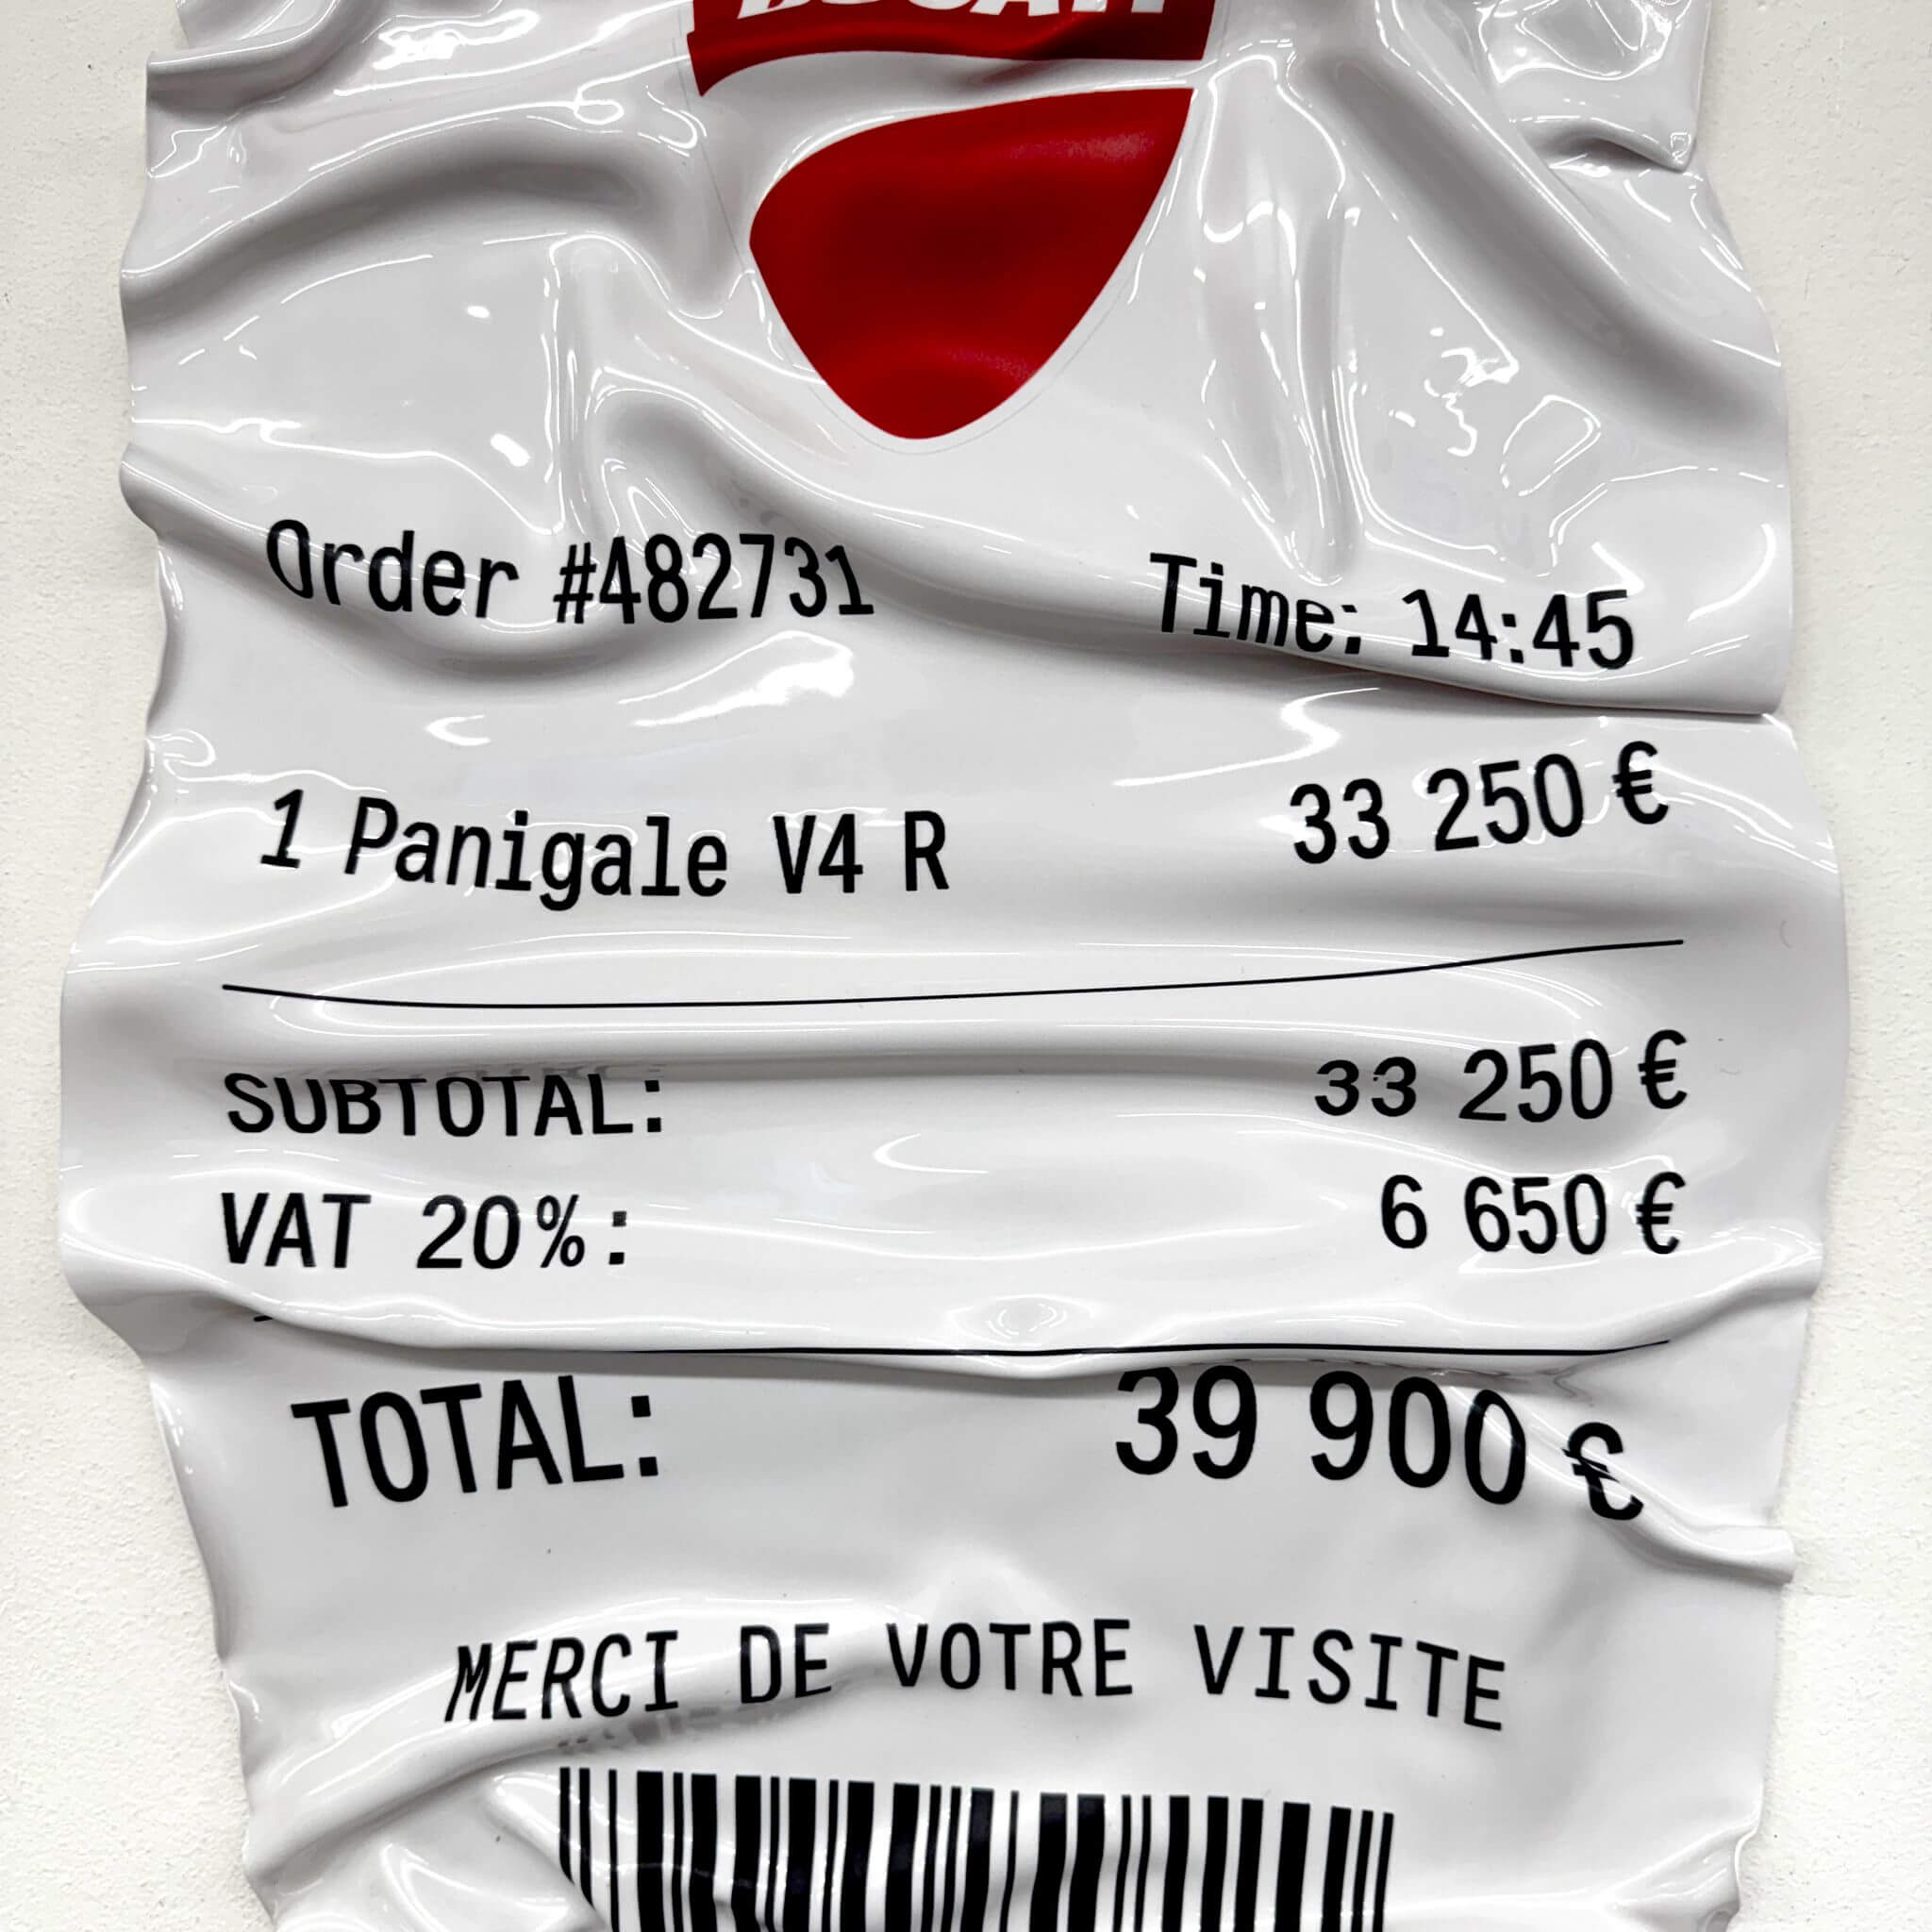 DUCATI
Order #482731 Time: 14:45
1 Panigale V4 R 33 250 €
SUBTOTAL: 33 250 €
VAT 20%: 6 650 €
TOTAL: 39 900 €
MERCI DE VOTRE VISITE